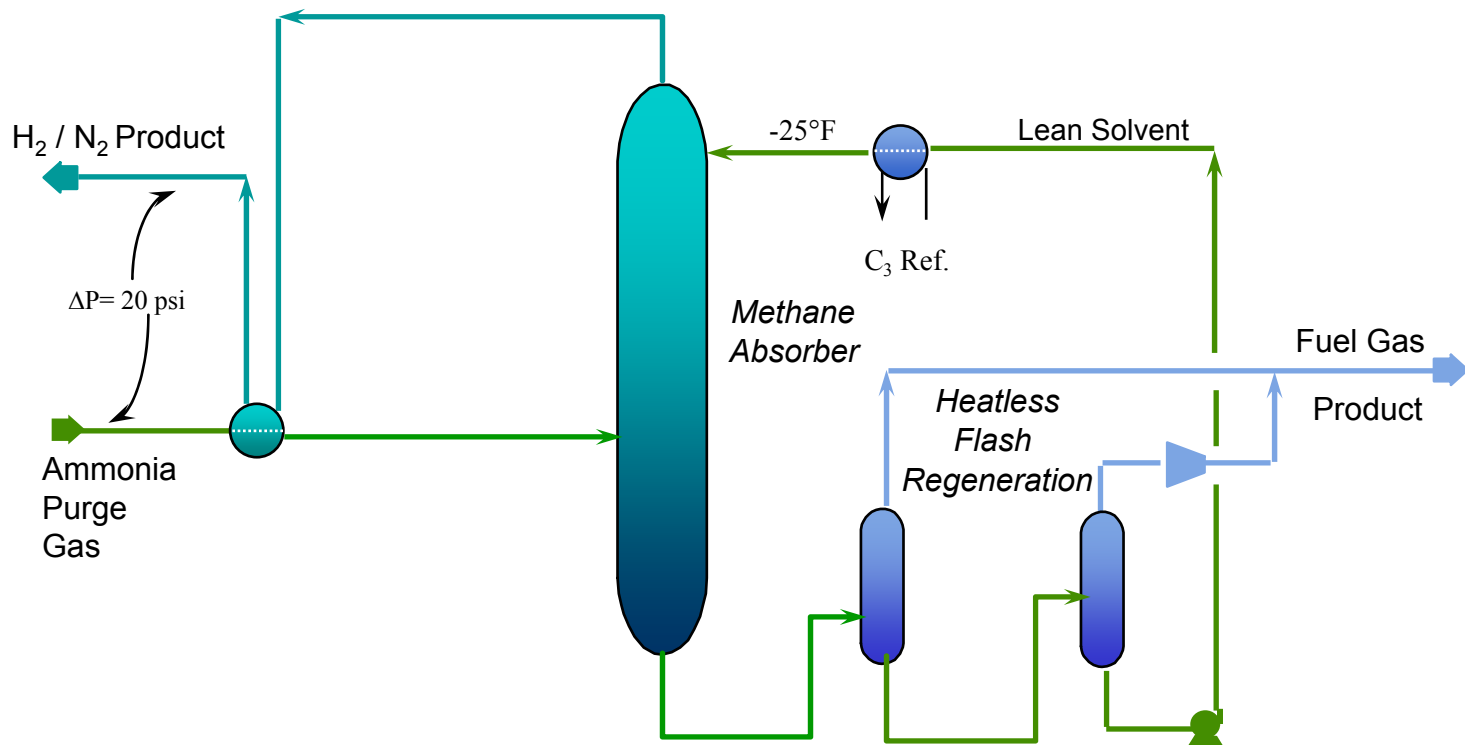 H₂ / N₂ Product
-25°F
Lean Solvent
C₃ Ref.
ΔP= 20 psi
Methane
Absorber
Fuel Gas
Product
Heatless
Flash
Regeneration
Ammonia
Purge
Gas